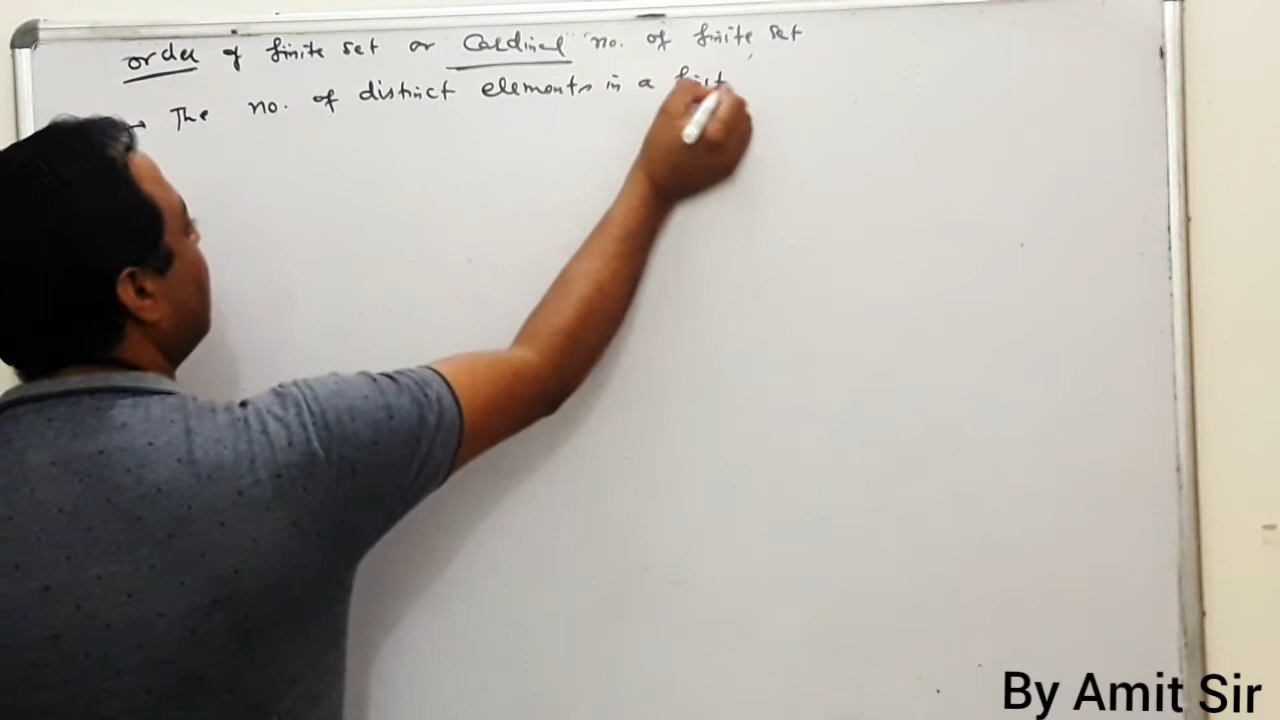 order of finite set or Cardinal no. of finite set
→ The no. of distinct elements in a finit
By Amit Sir